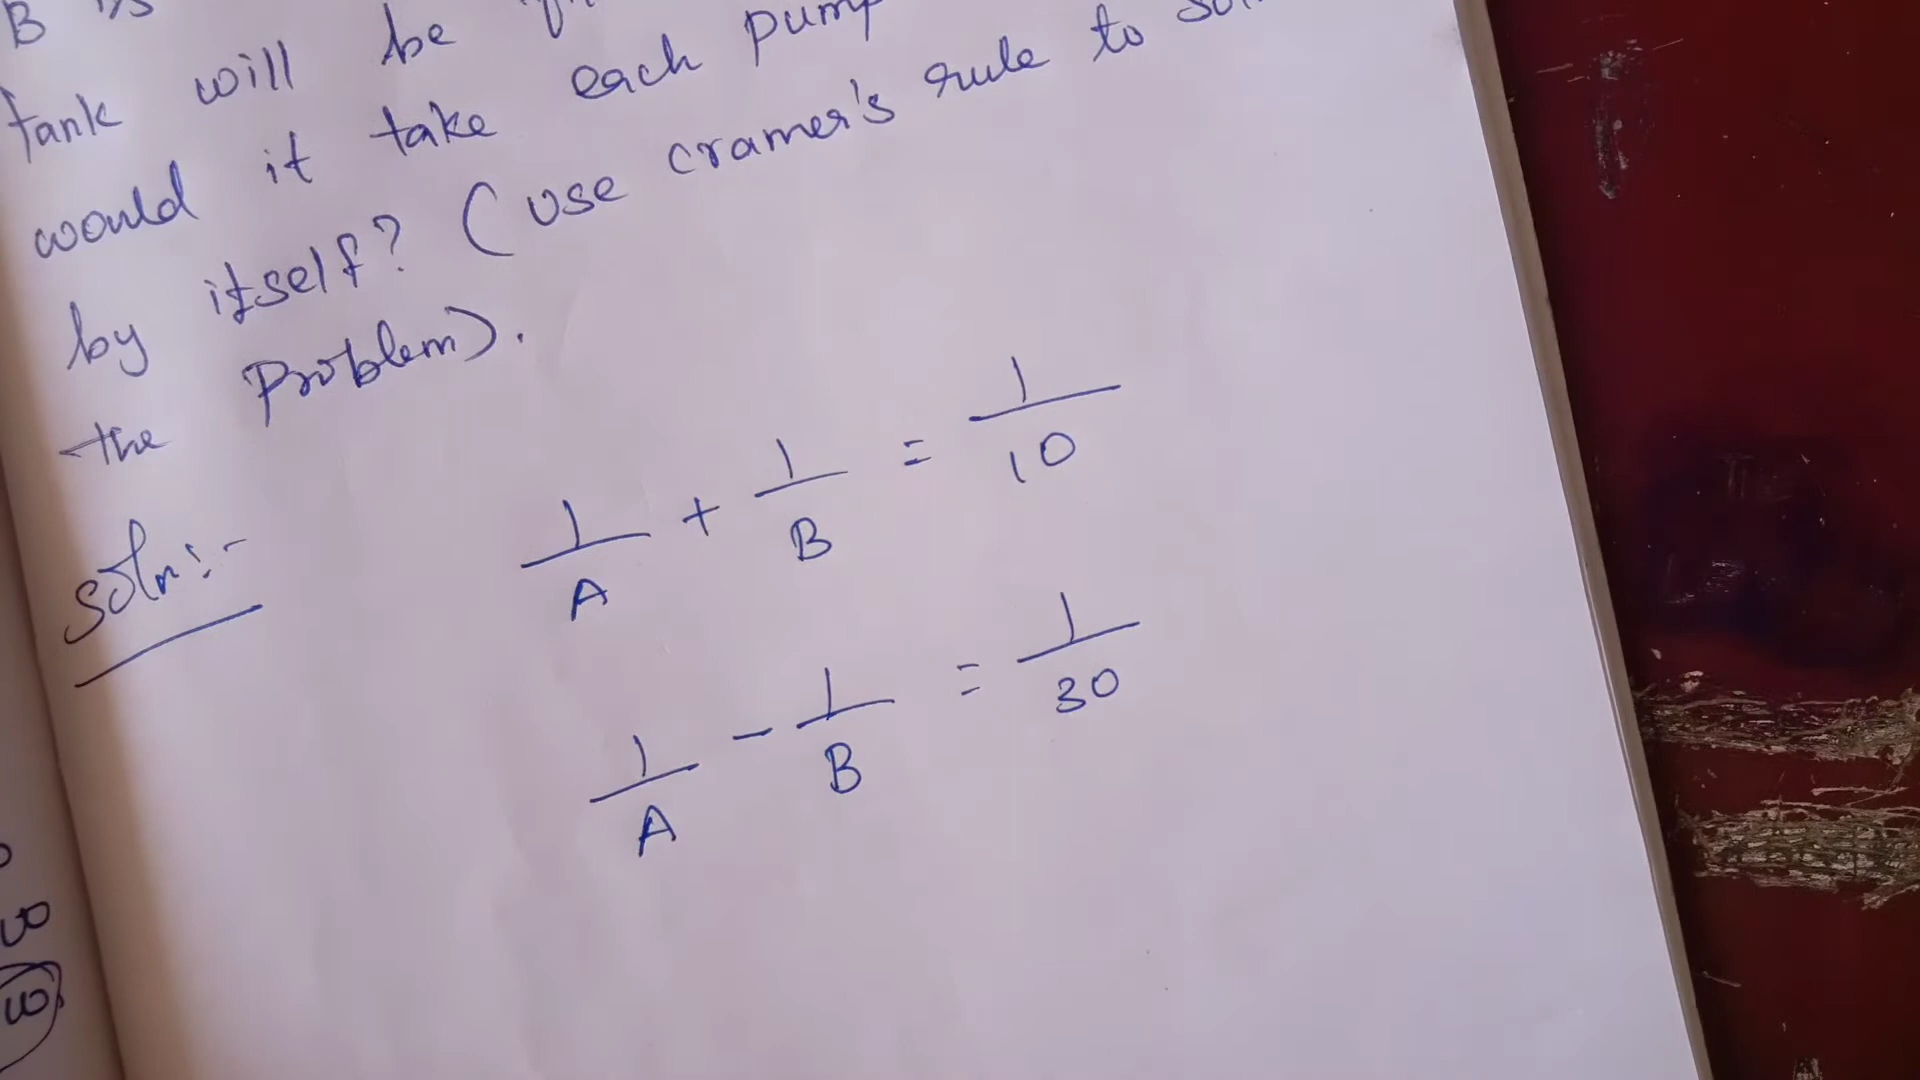 B is
tank will be
would it take each pump
by itself? (use cramer's rule to
the problem).
soln:-
1/A + 1/B = 1/10
1/A - 1/B = 1/30